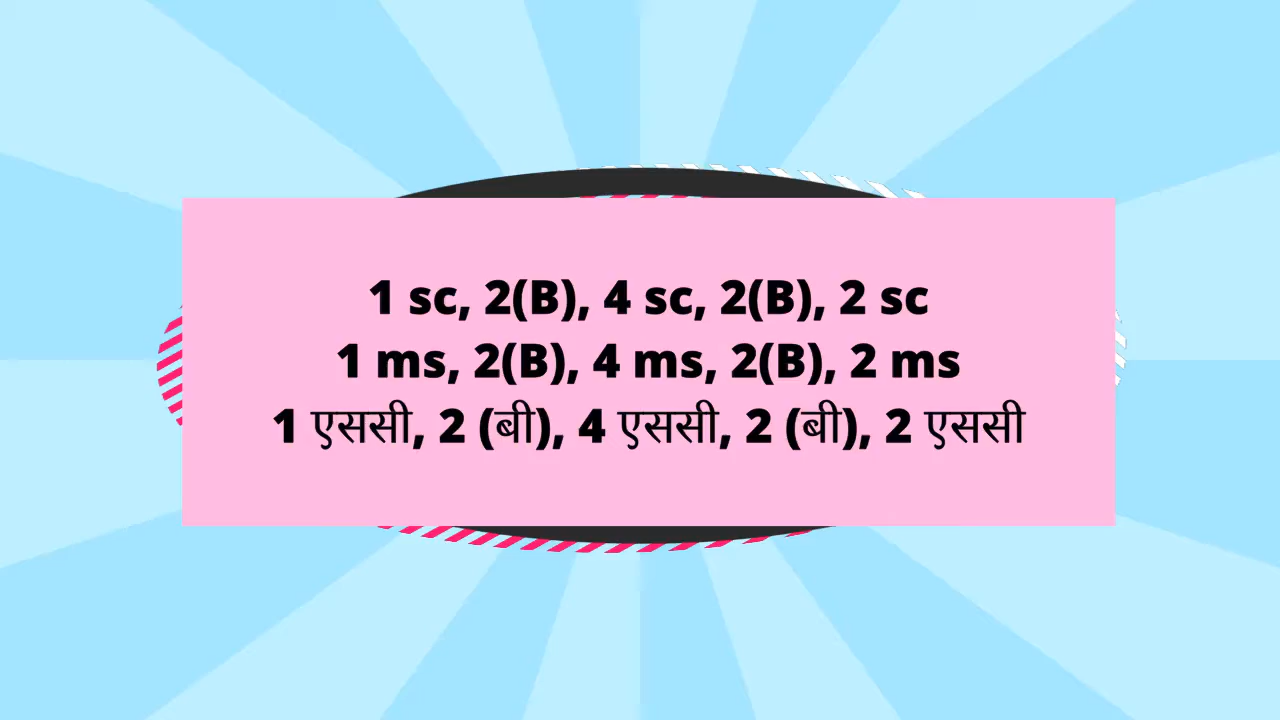 1 sc, 2(B), 4 sc, 2(B), 2 sc
1 ms, 2(B), 4 ms, 2(B), 2 ms
1 एससी, 2 (बी), 4 एससी, 2 (बी), 2 एससी